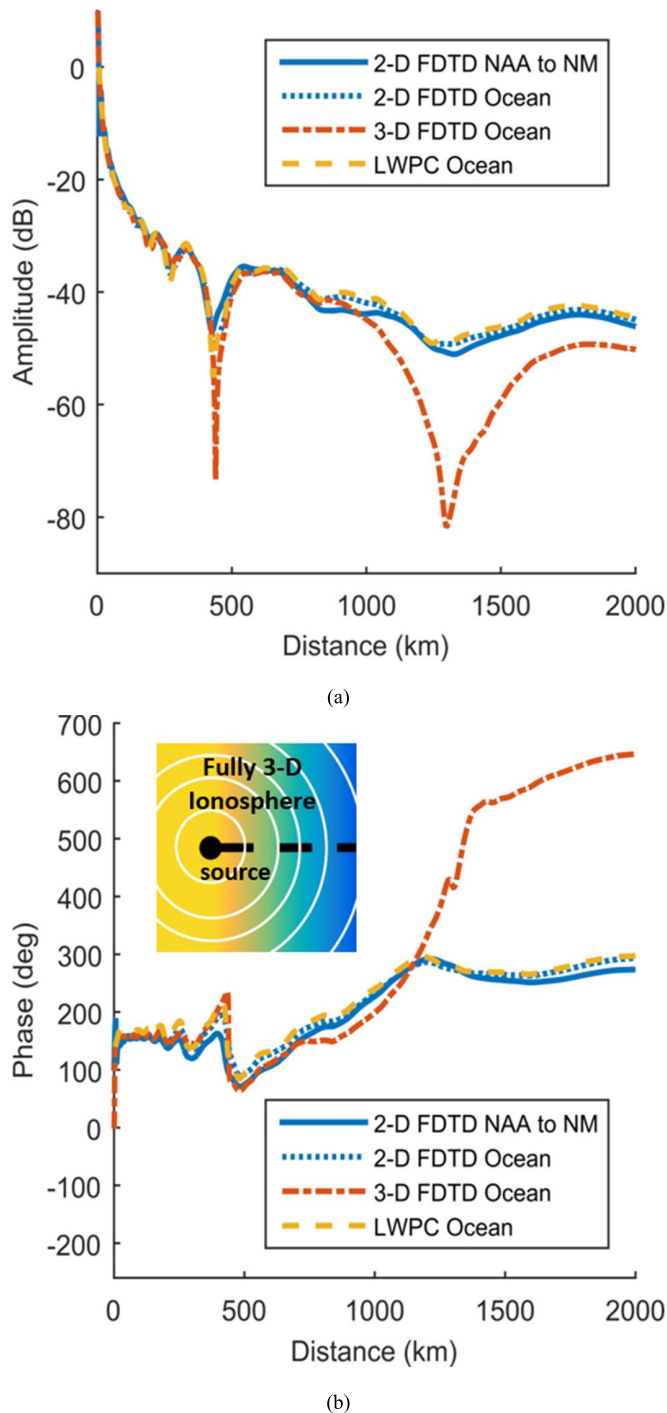 0
-20
-40
-60
-80
Amplitude (dB)
2-D FDTD NAA to NM
2-D FDTD Ocean
3-D FDTD Ocean
LWPC Ocean
0 500 1000 1500 2000
Distance (km)
(a)
700
600
500
400
300
200
100
0
-100
-200
Phase (deg)
Fully 3-D
Ionosphere
source
2-D FDTD NAA to NM
2-D FDTD Ocean
3-D FDTD Ocean
LWPC Ocean
0 500 1000 1500 2000
Distance (km)
(b)